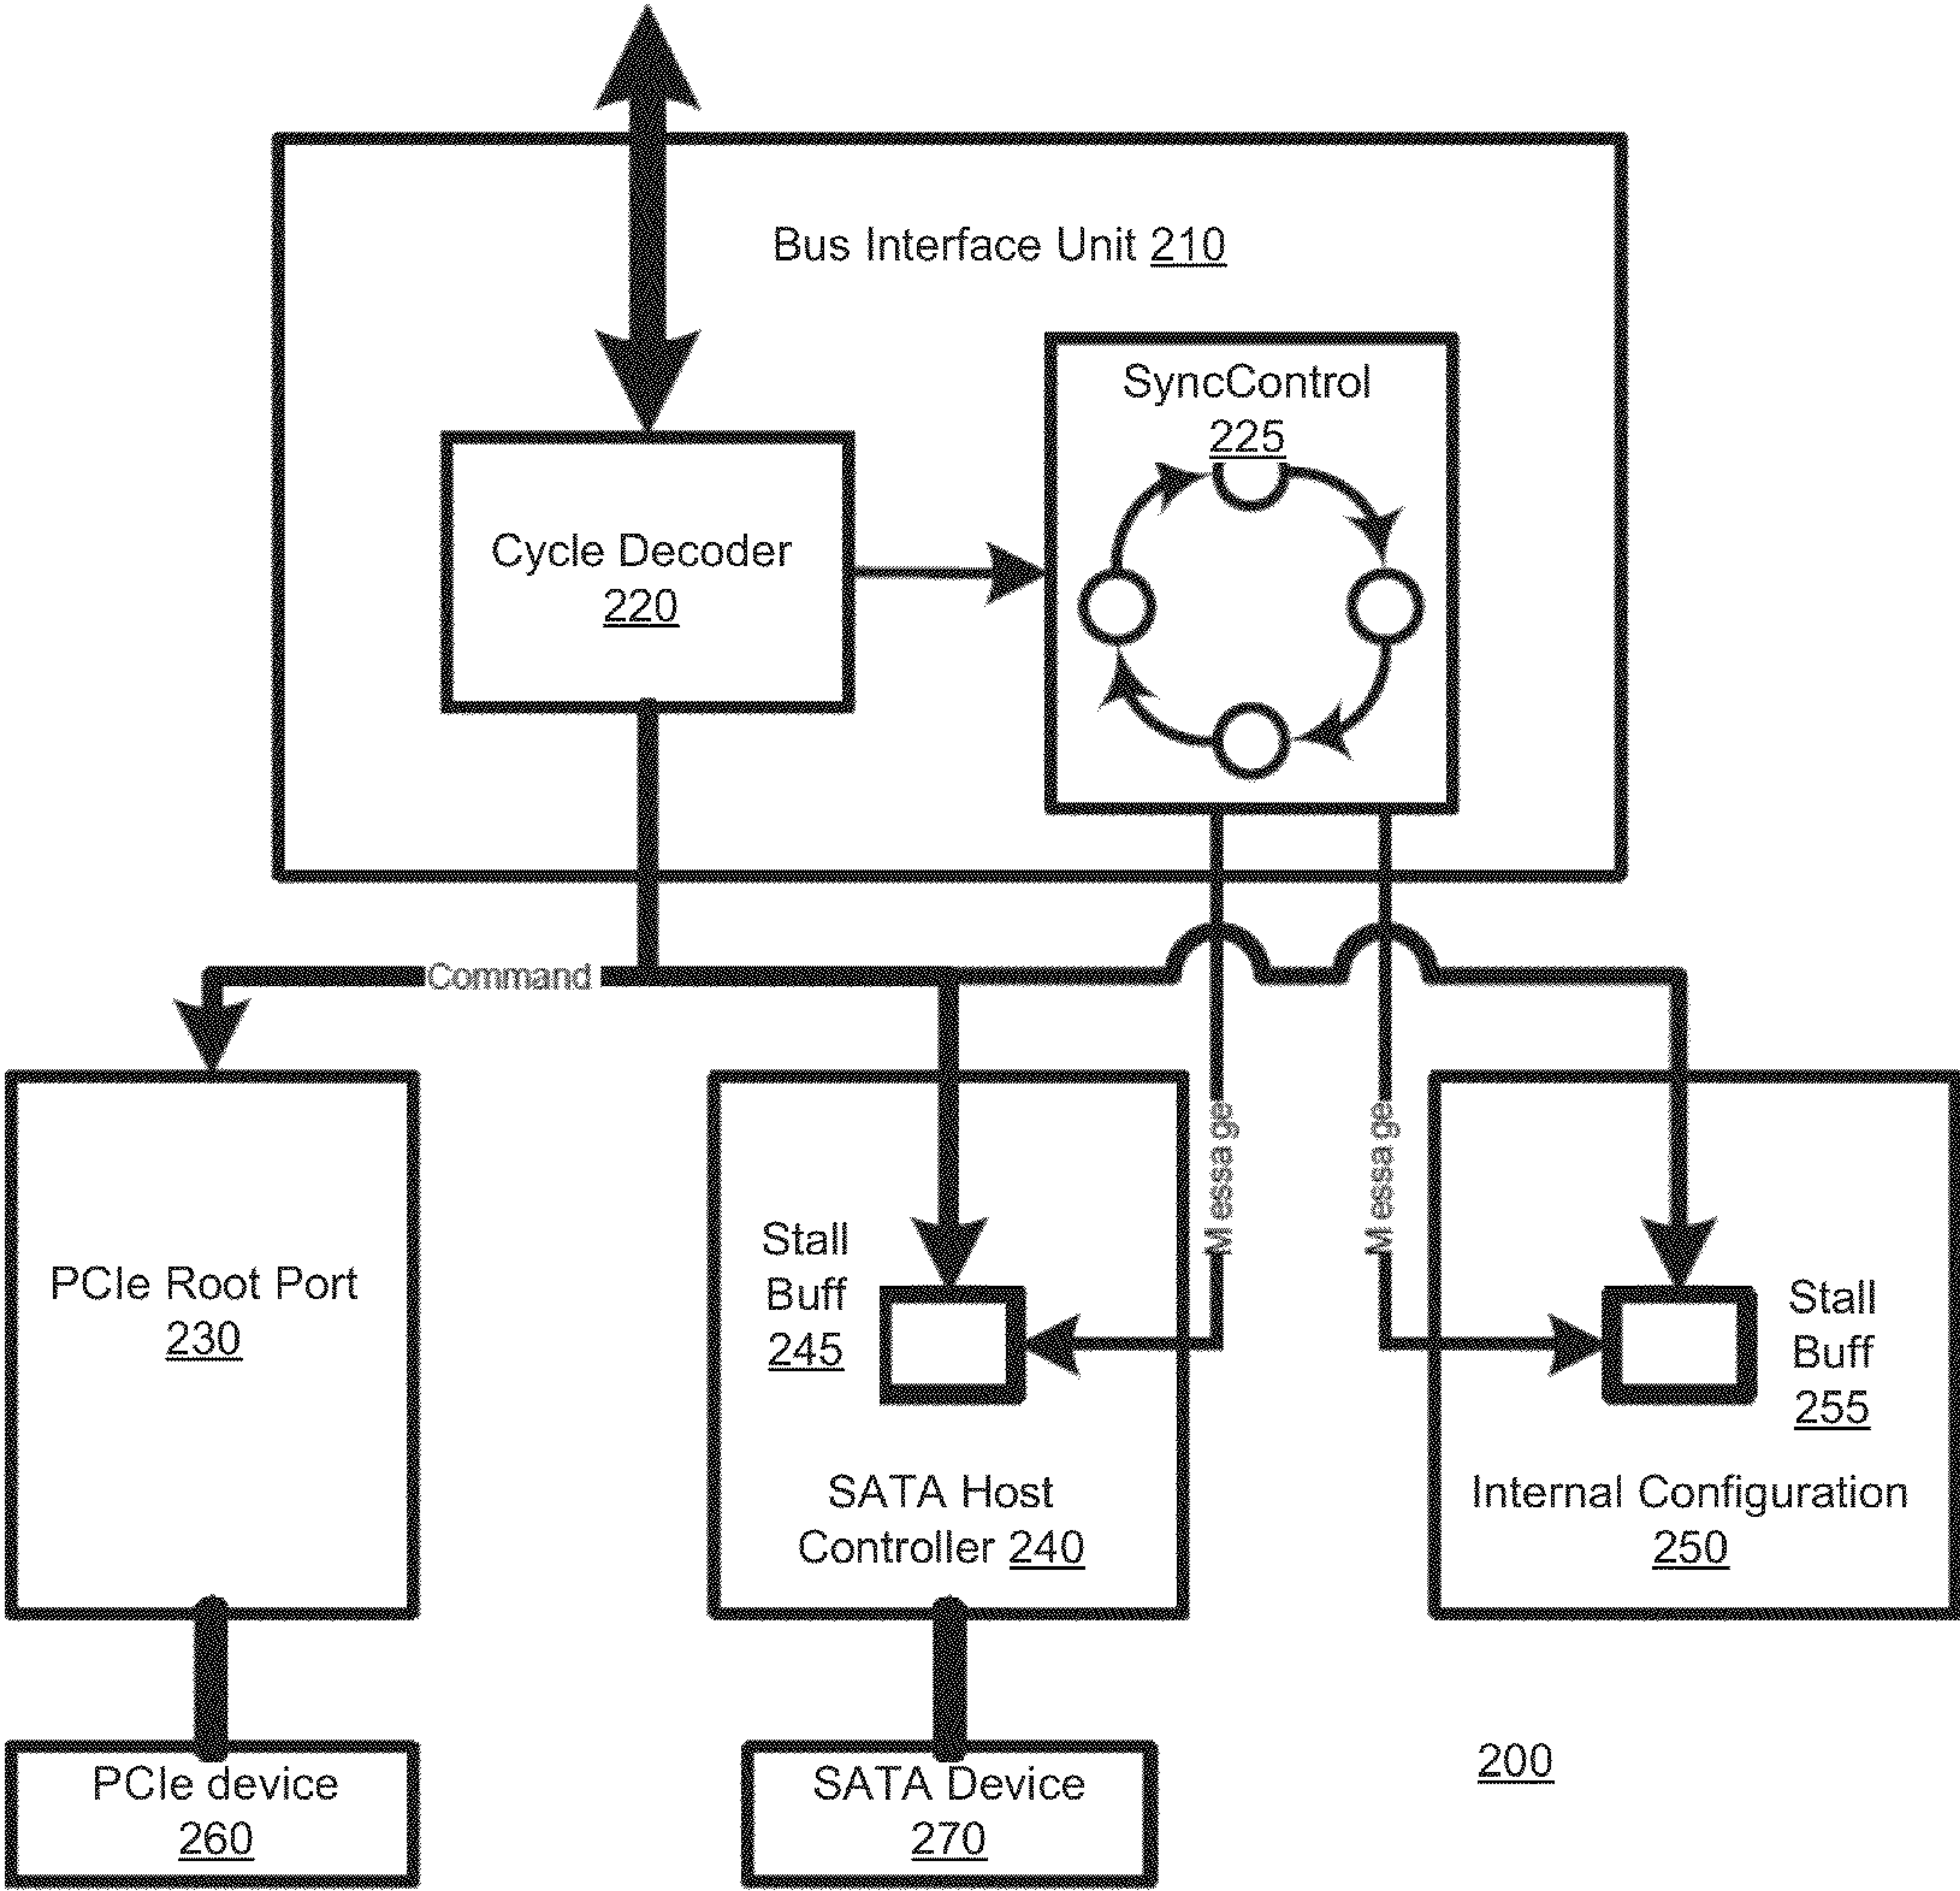 Bus Interface Unit 210
SyncControl
225
Cycle Decoder
220
Command
Message
Message
PCIe Root Port
230
Stall
Buff
245
SATA Host
Controller 240
Stall
Buff
255
Internal Configuration
250
PCIe device
260
SATA Device
270
200